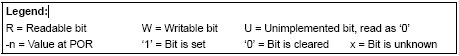 Legend:
R = Readable bit W = Writable bit U = Unimplemented bit, read as ‘0’
-n = Value at POR ‘1’ = Bit is set ‘0’ = Bit is cleared x = Bit is unknown